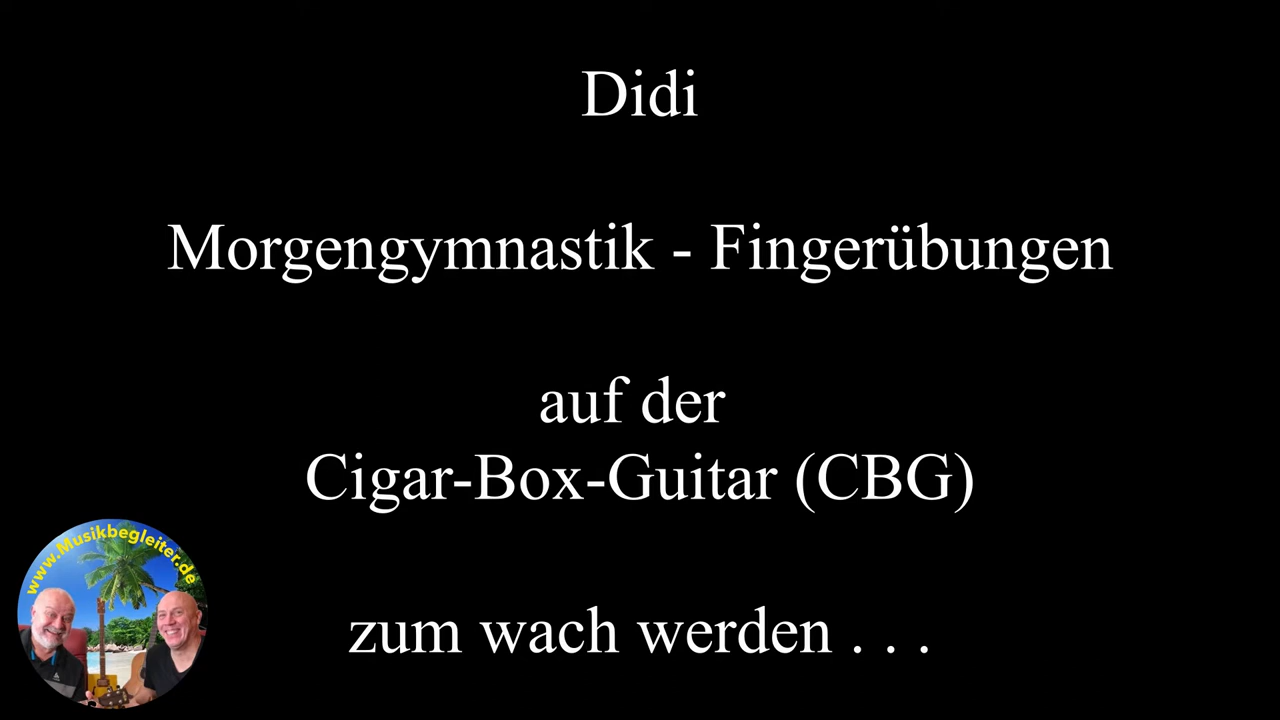 Didi
Morgengymnastik - Fingerübungen
auf der
Cigar-Box-Guitar (CBG)
www.Musikbegleiter.de
zum wach werden . . .